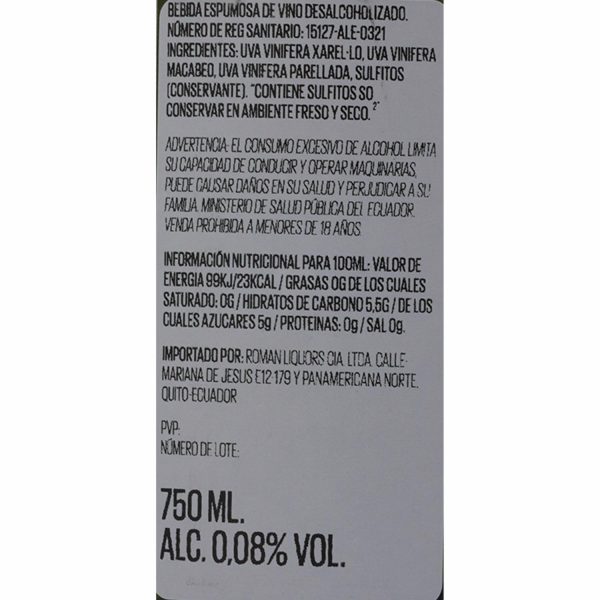 BEBIDA ESPUMOSA DE VINO DESALCOHOLIZADO.
NÚMERO DE REG SANITARIO: 15127-ALE-0321
INGREDIENTES: UVA VINIFERA XAREL-LO, UVA VINIFERA
MACABEO, UVA VINIFERA PARELLADA, SULFITOS
(CONSERVANTE). "CONTIENE SULFITOS SO
CONSERVAR EN AMBIENTE FRESO Y SECO. 2"
ADVERTENCIA: EL CONSUMO EXCESIVO DE ALCOHOL LIMITA
SU CAPACIDAD DE CONDUCIR Y OPERAR MAQUINARIAS,
PUEDE CAUSAR DAÑOS EN SU SALUD Y PERJUDICAR A SU
FAMILIA. MINISTERIO DE SALUD PÚBLICA DEL ECUADOR.
VENDA PROHIBIDA A MENORES DE 18 AÑOS
INFORMACIÓN NUTRICIONAL PARA 100ML: VALOR DE
ENERGIA 99KJ/23KCAL / GRASAS 0G DE LOS CUALES
SATURADO: 0G / HIDRATOS DE CARBONO 5,5G / DE LOS
CUALES AZUCARES 5g / PROTEINAS: 0g / SAL 0g.
IMPORTADO POR: ROMAN LIQUORS CIA. LTDA. CALLE
MARIANA DE JESUS E12-179 Y PANAMERICANA NORTE,
QUITO-ECUADOR
PVP:
NÚMERO DE LOTE:
750 ML.
ALC. 0,08% VOL.